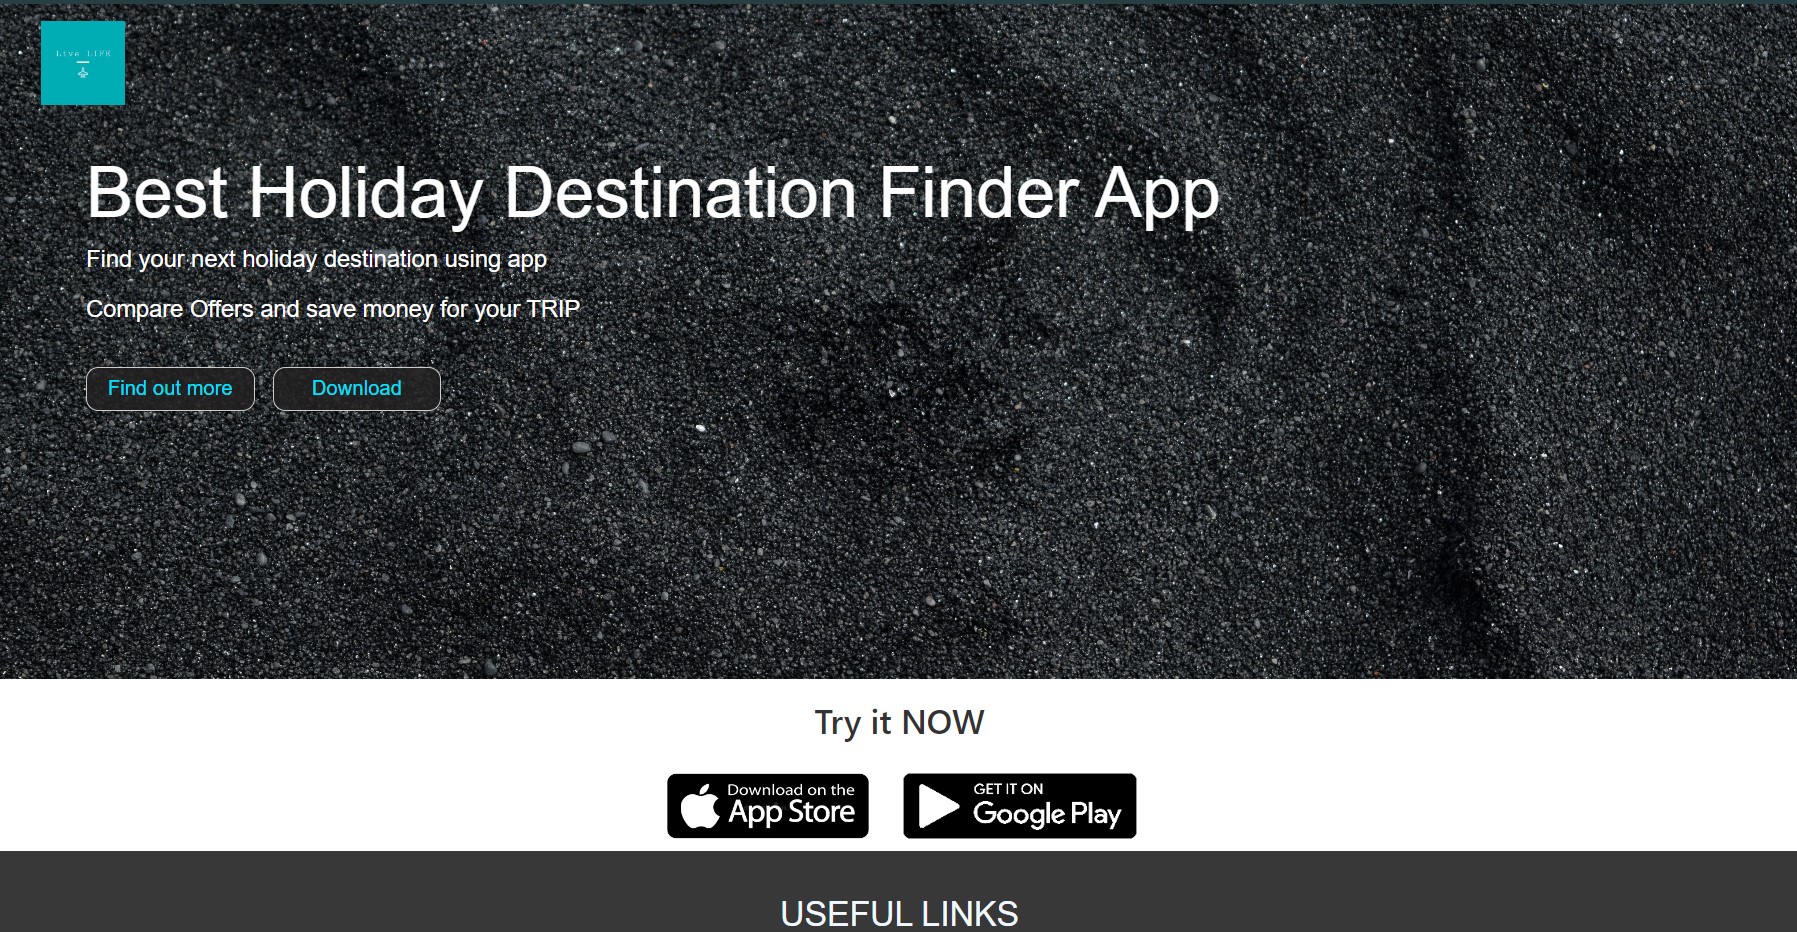 Live LIFE
Best Holiday Destination Finder App
Find your next holiday destination using app
Compare Offers and save money for your TRIP
Find out more
Download
Try it NOW
Download on the
App Store
GET IT ON
Google Play
USEFUL LINKS